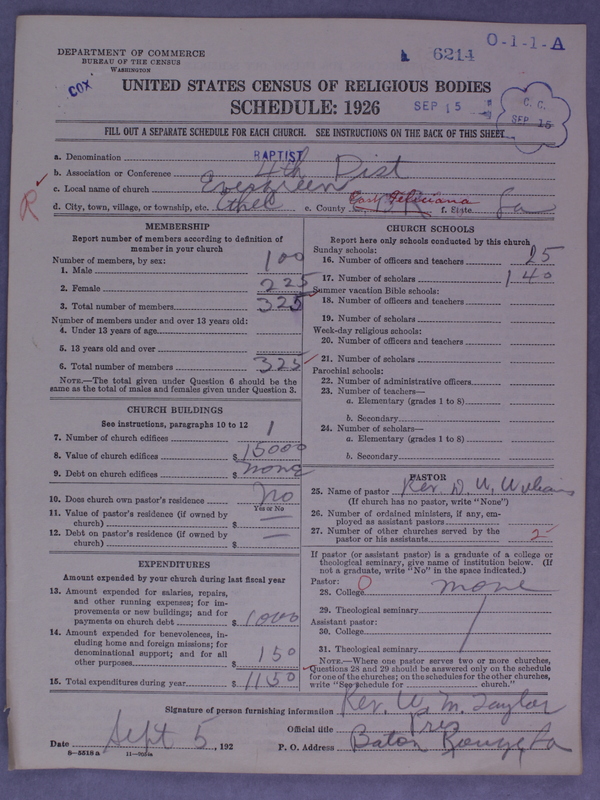 DEPARTMENT OF COMMERCE
BUREAU OF THE CENSUS
WASHINGTON
6214
O-1-1-A
COX
UNITED STATES CENSUS OF RELIGIOUS BODIES
SCHEDULE: 1926
SEP 15
C. C.
SEP 15
FILL OUT A SEPARATE SCHEDULE FOR EACH CHURCH. SEE INSTRUCTIONS ON THE BACK OF THIS SHEET
a. Denomination BAPTIST
b. Association or Conference 4th Dist
c. Local name of church Evergreen
R
d. City, town, village, or township, etc. Ethel e. County East Feliciana f. State La
MEMBERSHIP
Report number of members according to definition of
member in your church
Number of members, by sex:
1. Male 100
2. Female 225
3. Total number of members 325
Number of members under and over 13 years old:
4. Under 13 years of age
5. 13 years old and over
6. Total number of members 325
NOTE.—The total given under Question 6 should be the
same as the total of males and females given under Question 3.
CHURCH BUILDINGS
See instructions, paragraphs 10 to 12
7. Number of church edifices 1
8. Value of church edifices $15000
9. Debt on church edifices $none
10. Does church own pastor's residence No
Yes or No
11. Value of pastor's residence (if owned by
church) $ —
12. Debt on pastor's residence (if owned by
church) $ —
EXPENDITURES
Amount expended by your church during last fiscal year
13. Amount expended for salaries, repairs,
and other running expenses; for im-
provements or new buildings; and for
payments on church debt $1000
14. Amount expended for benevolences, in-
cluding home and foreign missions; for
denominational support; and for all
other purposes 150
15. Total expenditures during year $1150
CHURCH SCHOOLS
Report here only schools conducted by this church
Sunday schools:
16. Number of officers and teachers 25
17. Number of scholars 140
Summer vacation Bible schools:
18. Number of officers and teachers
19. Number of scholars
Week-day religious schools:
20. Number of officers and teachers
21. Number of scholars
Parochial schools:
22. Number of administrative officers
23. Number of teachers—
a. Elementary (grades 1 to 8)
b. Secondary
24. Number of scholars—
a. Elementary (grades 1 to 8)
b. Secondary
PASTOR
25. Name of pastor Rev. D. W. Williams
(If church has no pastor, write "None")
26. Number of ordained ministers, if any, em-
ployed as assistant pastors
27. Number of other churches served by the
pastor or his assistants 2
If pastor (or assistant pastor) is a graduate of a college or
theological seminary, give name of institution below. (If
not a graduate, write "No" in the space indicated.)
Pastor: 0
28. College none
29. Theological seminary
Assistant pastor:
30. College
31. Theological seminary
NOTE.—Where one pastor serves two or more churches,
Questions 28 and 29 should be answered only on the schedule
for one of the churches; on the schedules for the other churches,
write "See schedule for church."
Signature of person furnishing information Rev. W. M. Taylor
Official title Pres
Date Sept 5, 192 P. O. Address Baton Rouge La
8—5518 a